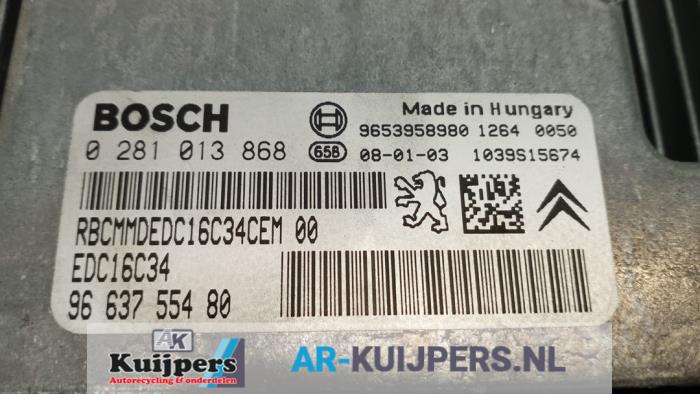 BOSCH
Made in Hungary
9653958980 1264 0050
0 281 013 868 65B 08-01-03 1039S15674
RBCMMDEDC16C34CEM 00
EDC16C34
96 637 554 80
AK
Kuijpers
Autorecycling & onderdelen
AR-KUIJPERS.NL